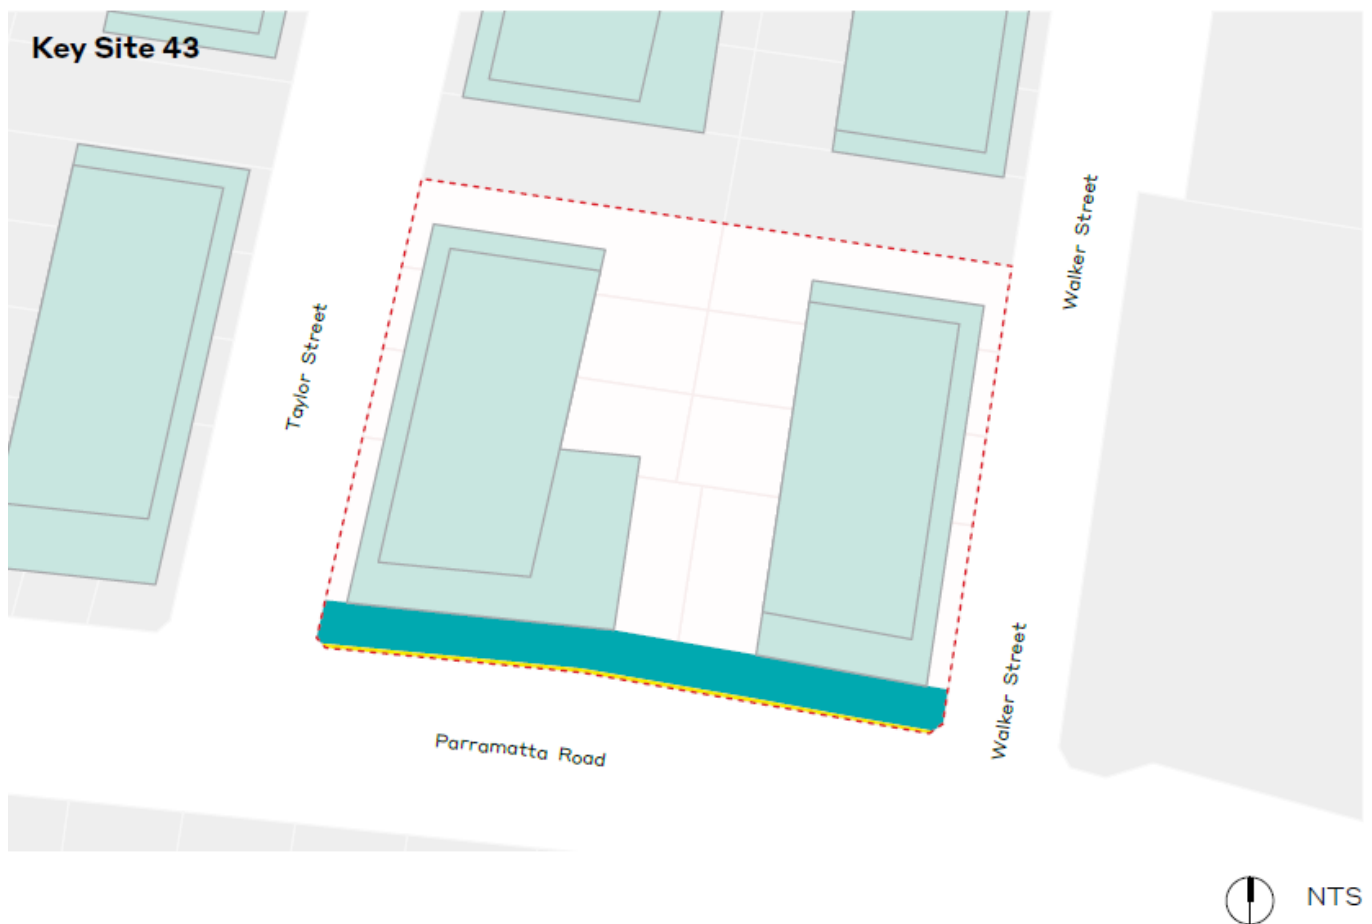 Key Site 43
Walker Street
Taylor Street
Walker Street
Parramatta Road
NTS